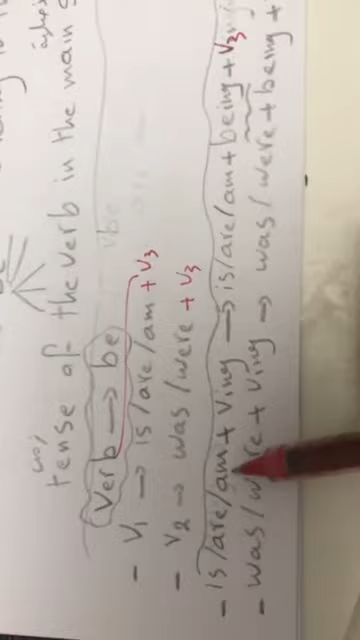 tense of the verb in the main
Verb → be
- V1 → is/are/am + V3
- V2 → was/were + V3
- is/are/am + Ving → is/are/am + being + V3
- was/were + Ving → was/were + being +